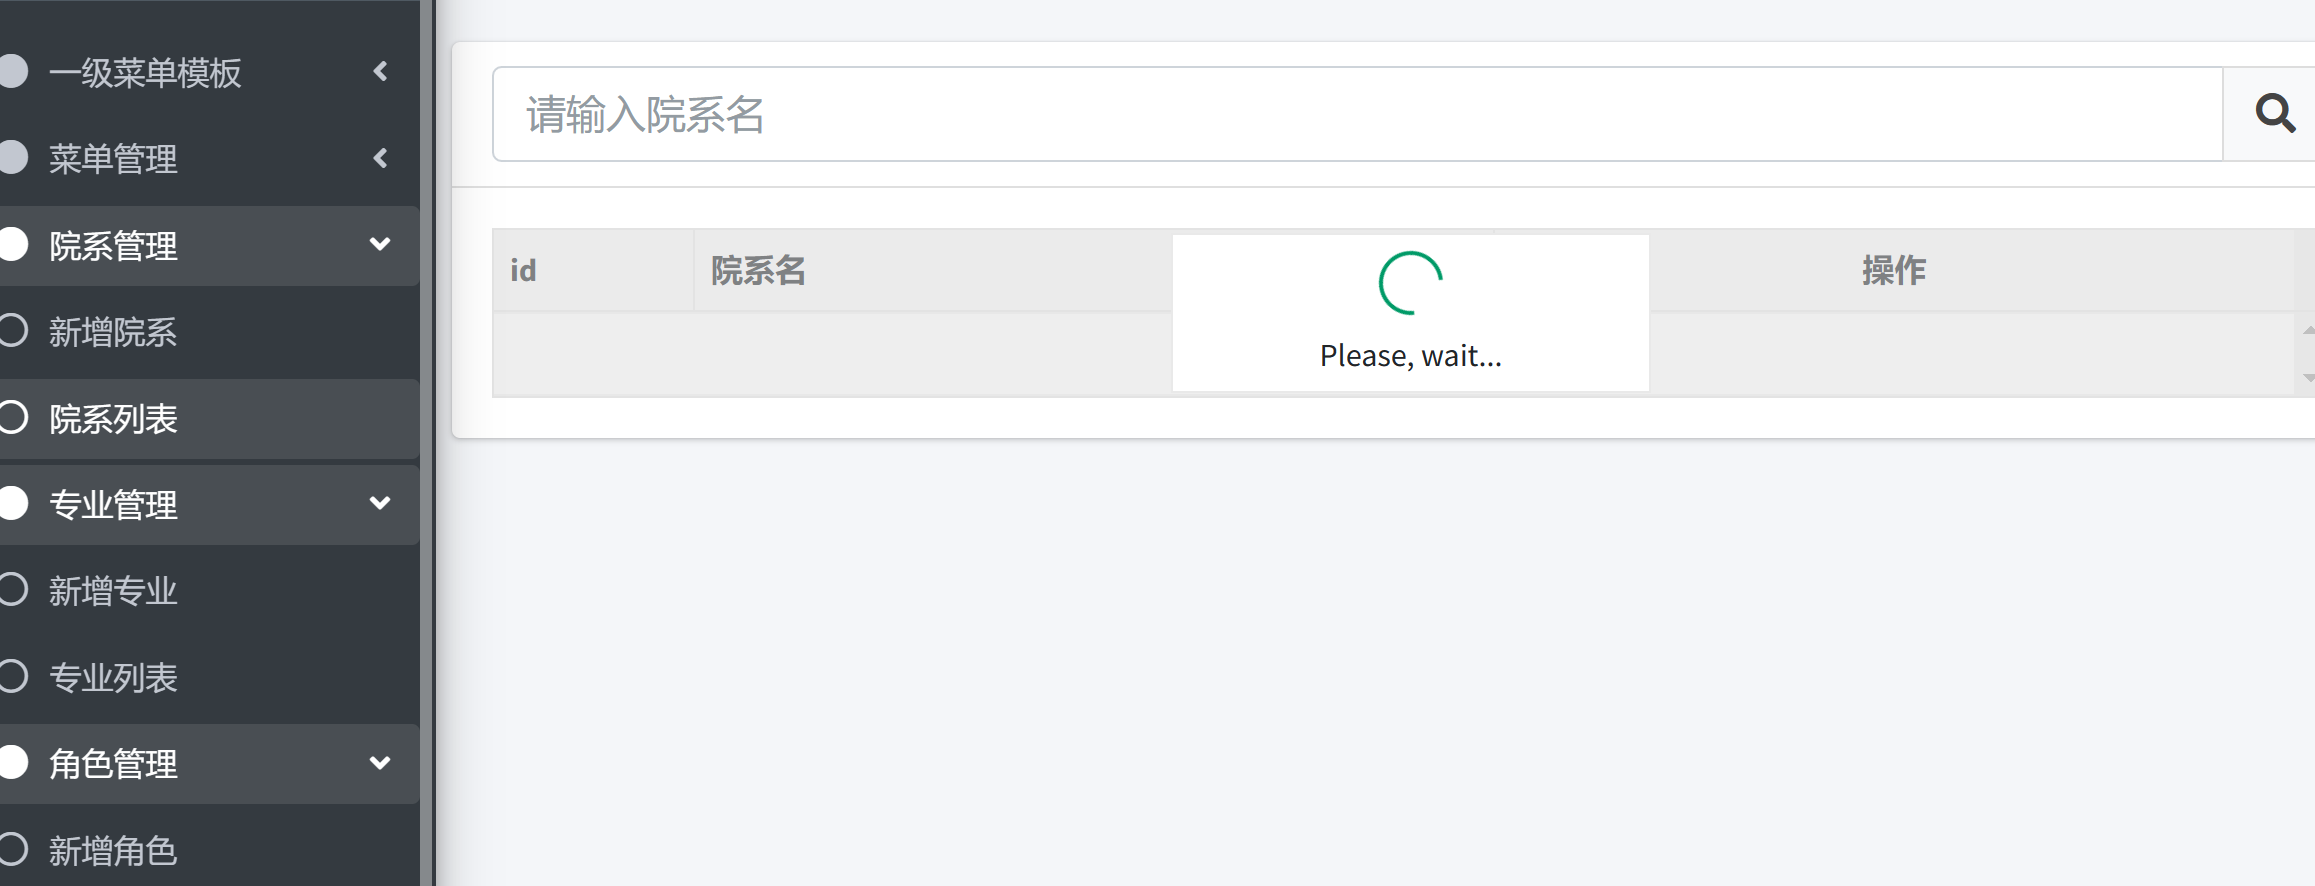 一级菜单模板
菜单管理
院系管理
新增院系
院系列表
专业管理
新增专业
专业列表
角色管理
新增角色
请输入院系名
id 院系名 操作
Please, wait...